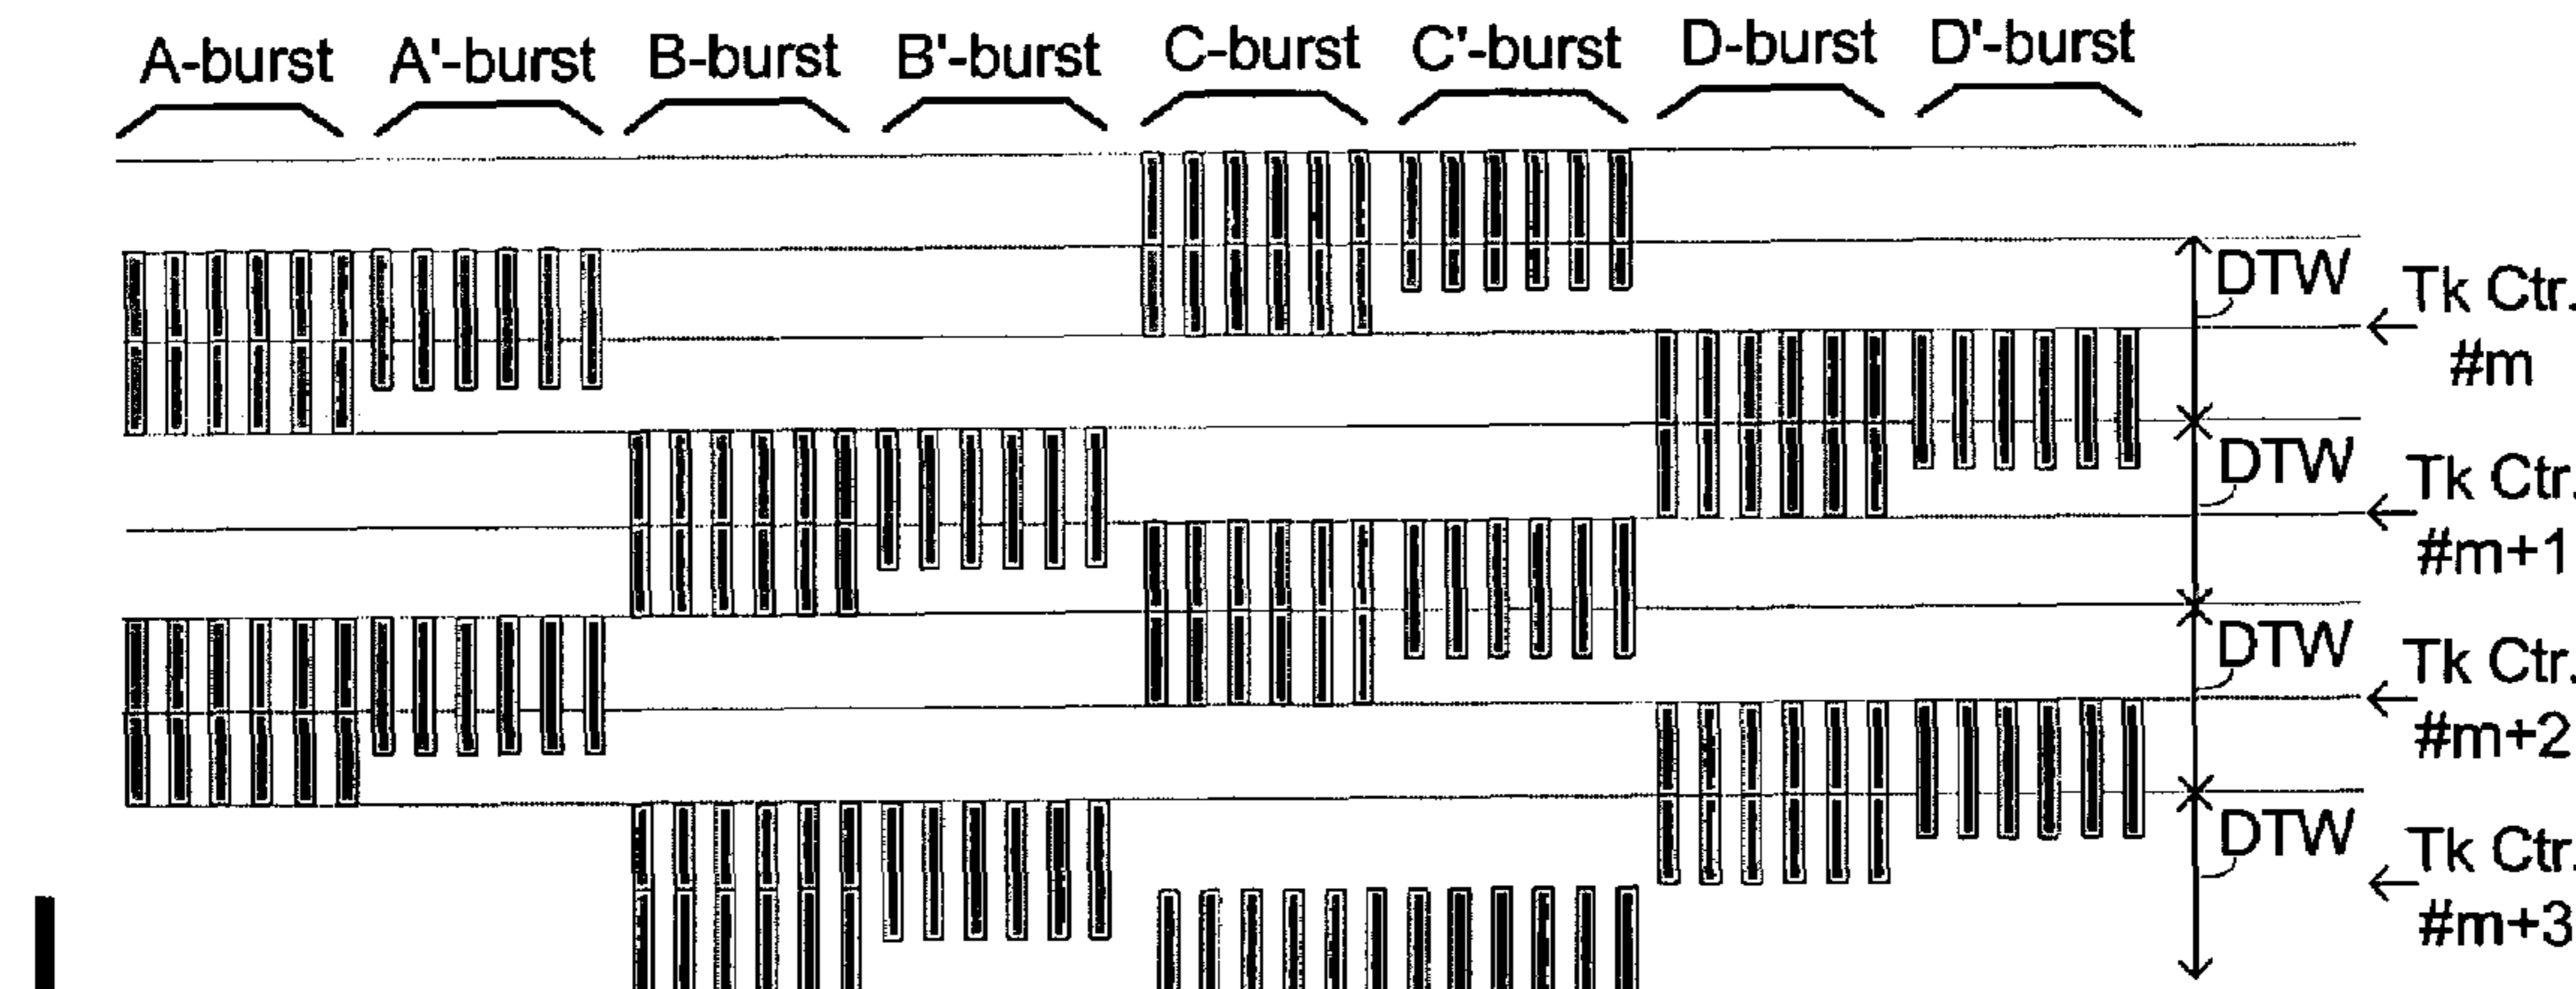 A-burst A'-burst B-burst B'-burst C-burst C'-burst D-burst D'-burst
DTW
Tk Ctr.
#m
DTW
Tk Ctr.
#m+1
DTW
Tk Ctr.
#m+2
DTW
Tk Ctr.
#m+3